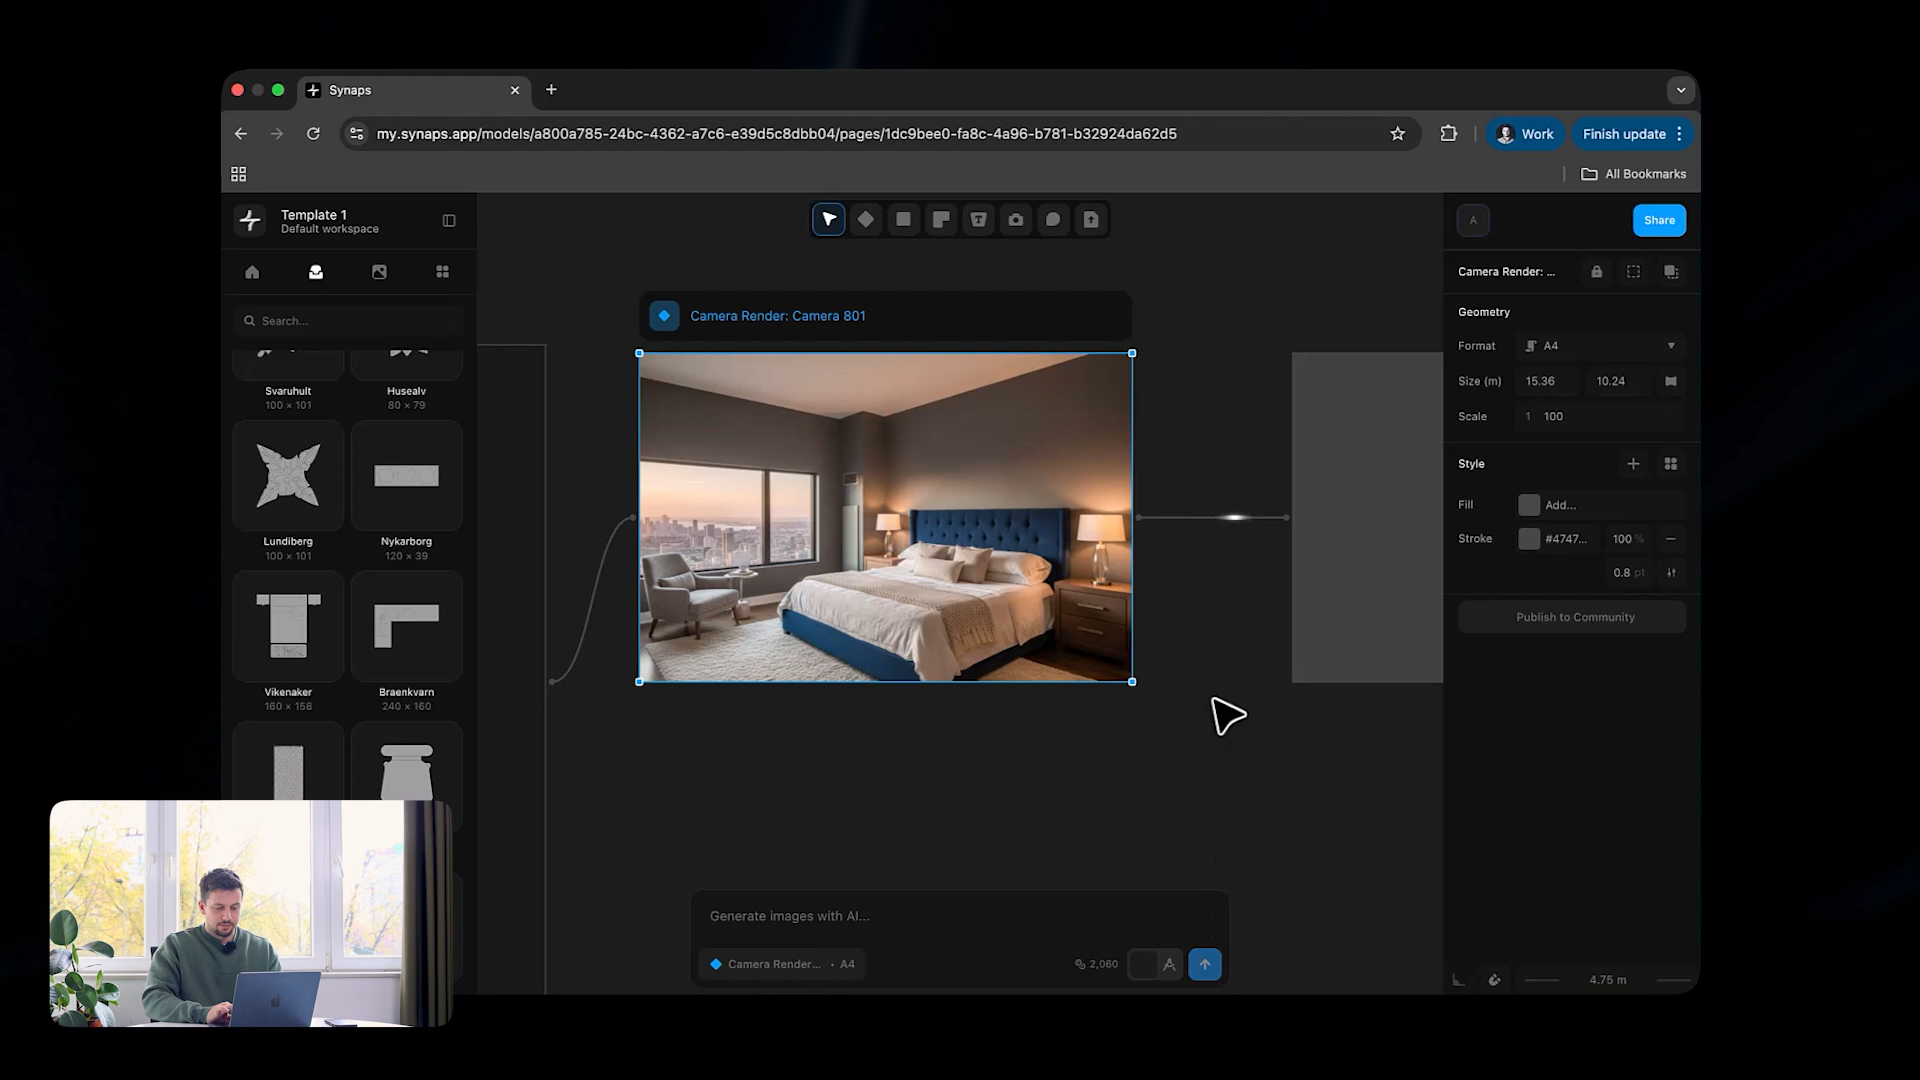 Synaps
my.synaps.app/models/a800a785-24bc-4362-a7c6-e39d5c8dbb04/pages/1dc9bee0-fa8c-4a96-b781-b32924da62d5
Work
Finish update
All Bookmarks
Template 1
Default workspace
A
Share
Search...
Camera Render: Camera 801
Camera Render: ...
Geometry
Format
A4
Size (m)
15.36
10.24
Scale
1
100
Style
Fill
Add...
Stroke
#4747...
100 %
0.8 pt
Publish to Community
Svaruhult
100 × 101
Husealv
80 × 79
Lundiberg
100 × 101
Nykarborg
120 × 39
Vikenaker
160 × 158
Braenkvarn
240 × 160
Generate images with AI...
Camera Render... • A4
2,060
4.75 m